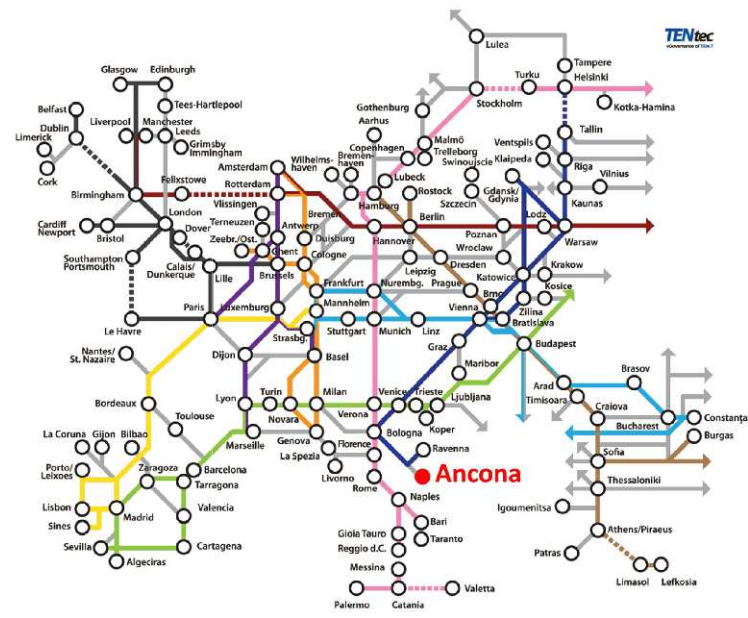 TENtec
eGovernance of TEN-T
Lulea
Tampere
Helsinki
Turku
Stockholm
Kotka-Hamina
Glasgow
Edinburgh
Tees-Hartlepool
Belfast
Dublin
Limerick
Cork
Liverpool
Manchester
Leeds
Grimsby
Immingham
Gothenburg
Aarhus
Copenhagen
Malmö
Trelleborg
Swinoujscie
Tallin
Ventspils
Klaipeda
Riga
Vilnius
Kaunas
Amsterdam
Wilhelms-
haven
Bremer-
haven
Lubeck
Rostock
Szczecin
Gdansk/
Gdynia
Birmingham
Felixstowe
Rotterdam
Vlissingen
Hamburg
Bremen
Berlin
Hannover
Poznan
Lodz
Warsaw
Cardiff
Newport
Bristol
London
Dover
Terneuzen
Zeebr./Ost.
Antwerp
Ghent
Duisburg
Cologne
Brussels
Southampton
Portsmouth
Calais/
Dunkerque
Lille
Leipzig
Dresden
Wroclaw
Katowice
Krakow
Kosice
Le Havre
Paris
Luxemburg
Frankfurt
Mannheim
Nuremb.
Prague
Brno
Zilina
Bratislava
Vienna
Strasbg.
Stuttgart
Munich
Linz
Graz
Maribor
Budapest
Nantes/
St. Nazaire
Dijon
Basel
Bordeaux
Lyon
Turin
Novara
Milan
Verona
Venice
Trieste
Ljubljana
Koper
Arad
Timisoara
Brasov
Craiova
Bucharest
Constanța
Burgas
Sofia
Toulouse
Marseille
Genova
La Spezia
Livorno
Florence
Bologna
Ravenna
Ancona
La Coruna
Gijon
Bilbao
Porto/
Leixoes
Zaragoza
Barcelona
Tarragona
Valencia
Rome
Naples
Bari
Taranto
Thessaloniki
Igoumenitsa
Lisbon
Sines
Madrid
Sevilla
Algeciras
Cartagena
Gioia Tauro
Reggio d.C.
Messina
Palermo
Catania
Valetta
Athens/Piraeus
Patras
Limasol
Lefkosia